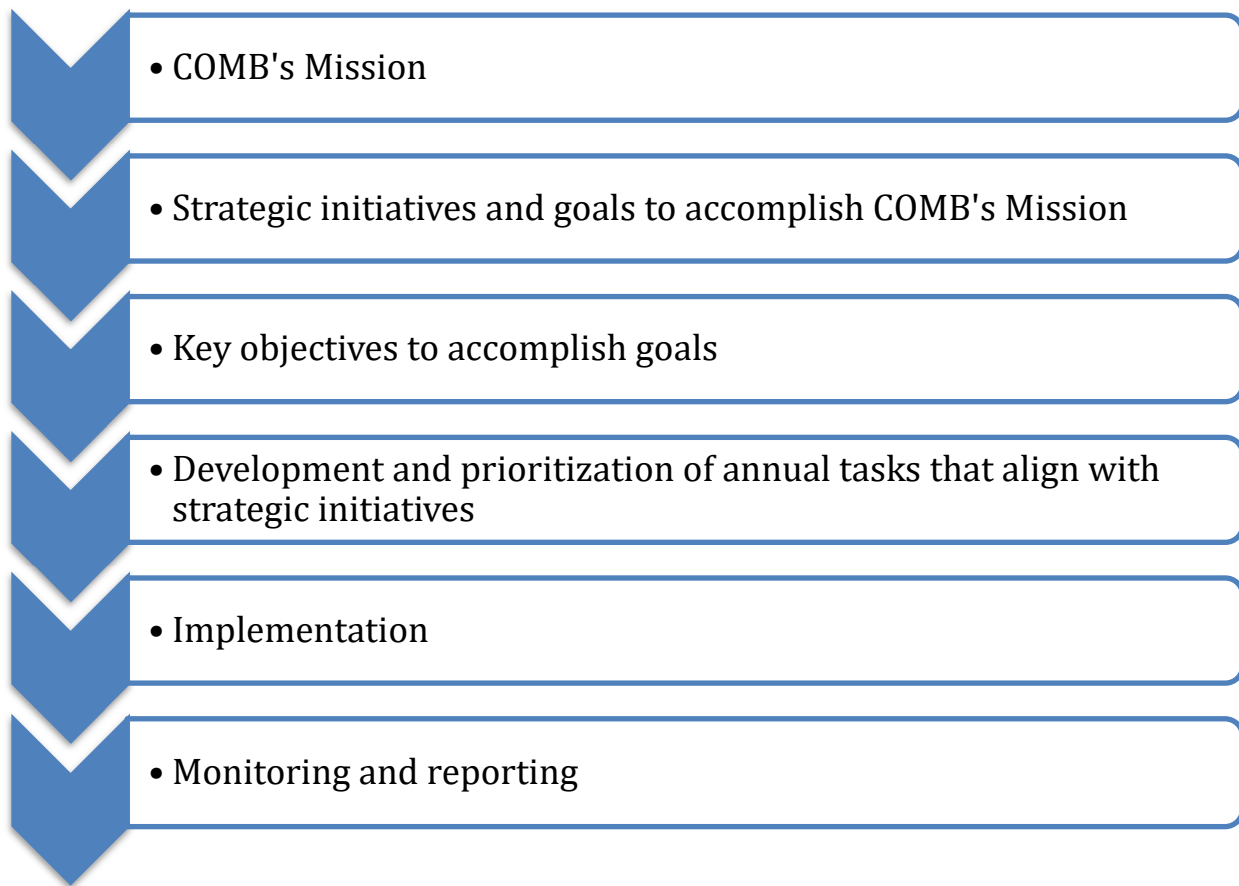 • COMB's Mission
• Strategic initiatives and goals to accomplish COMB's Mission
• Key objectives to accomplish goals
• Development and prioritization of annual tasks that align with
strategic initiatives
• Implementation
• Monitoring and reporting